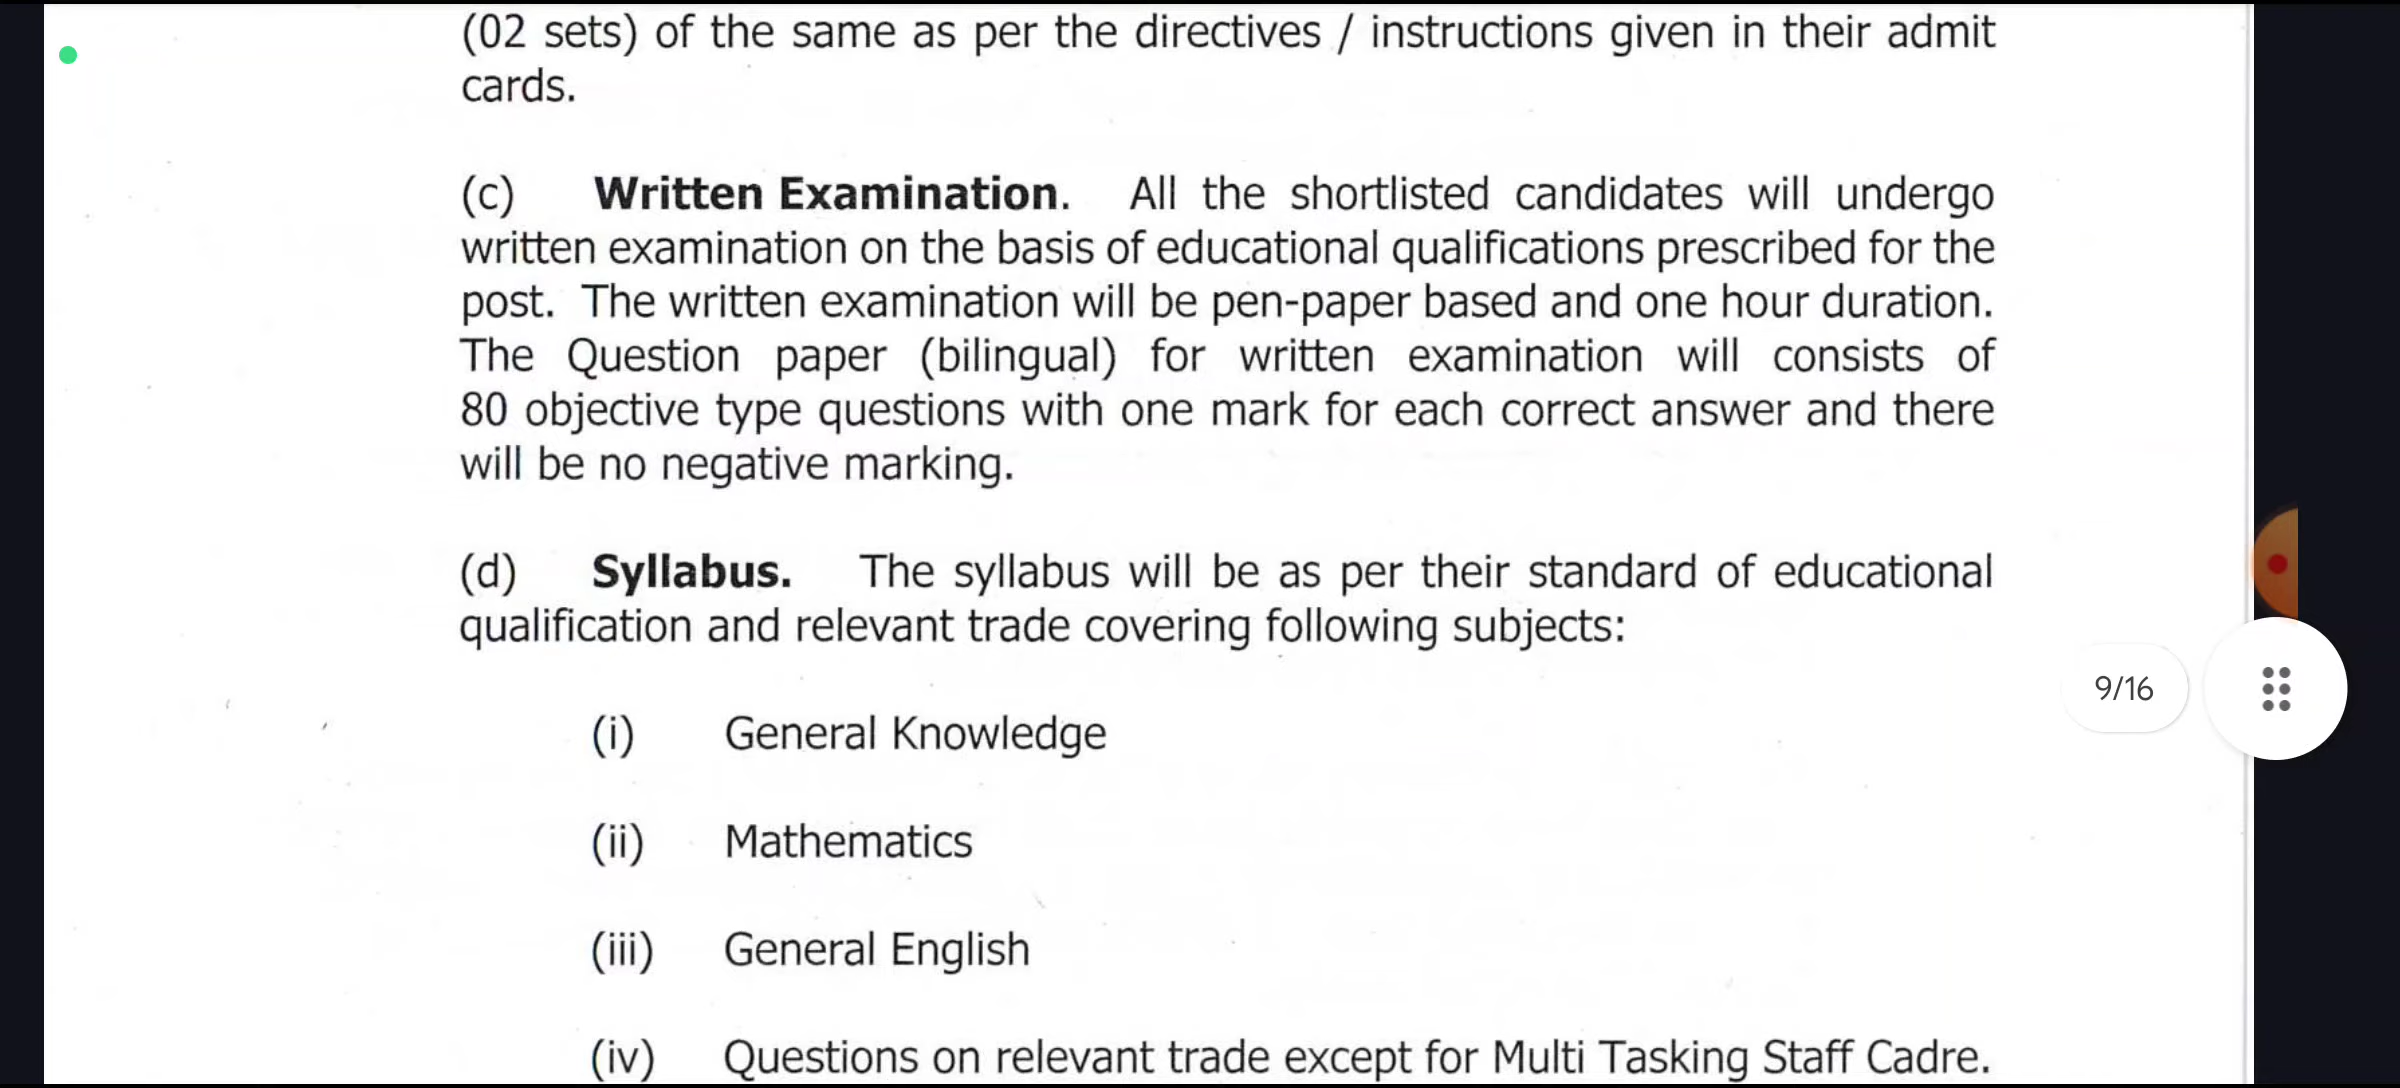 (02 sets) of the same as per the directives / instructions given in their admit
cards.
(c) Written Examination. All the shortlisted candidates will undergo
written examination on the basis of educational qualifications prescribed for the
post. The written examination will be pen-paper based and one hour duration.
The Question paper (bilingual) for written examination will consists of
80 objective type questions with one mark for each correct answer and there
will be no negative marking.
(d) Syllabus. The syllabus will be as per their standard of educational
qualification and relevant trade covering following subjects:
9/16
(i) General Knowledge
(ii) Mathematics
(iii) General English
(iv) Questions on relevant trade except for Multi Tasking Staff Cadre.